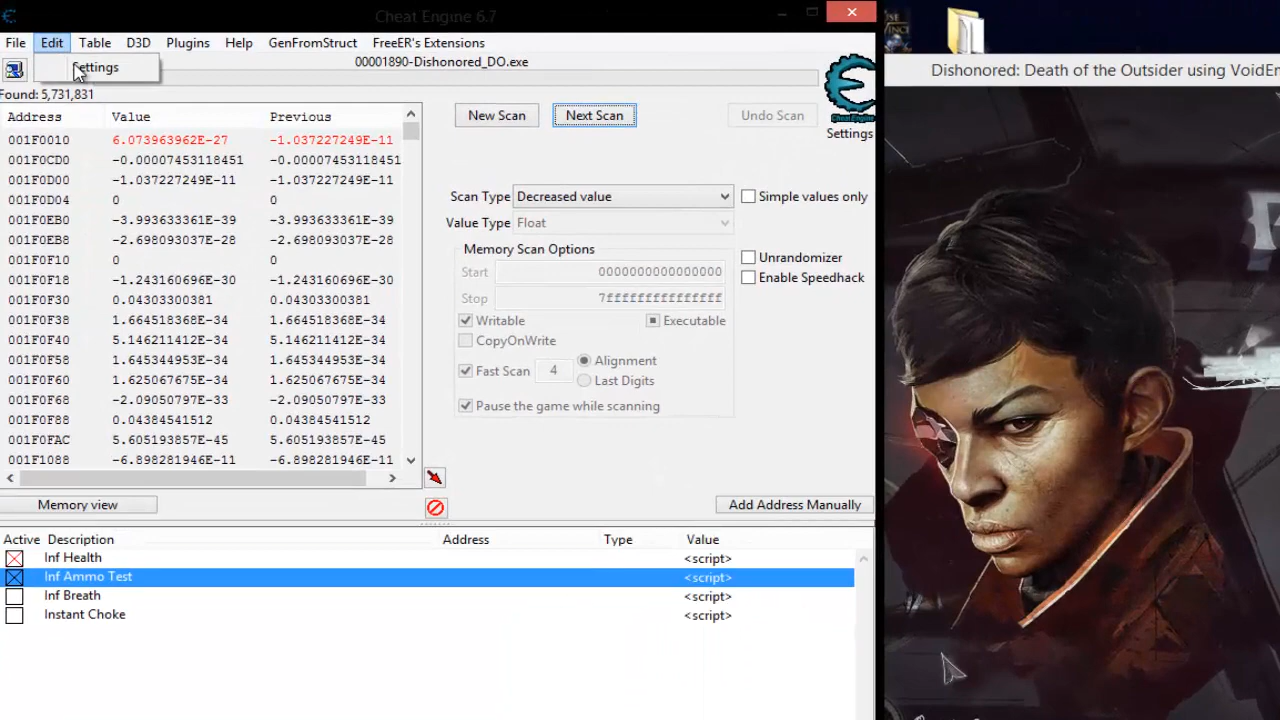 Cheat Engine 6.7
File Edit Table D3D Plugins Help GenFromStruct FreeER's Extensions
Settings
00001890-Dishonored_DO.exe
Found: 5,731,831
Address Value Previous
001F0010 6.073963962E-27 -1.037227249E-11
001F0CD0 -0.00007453118451 -0.00007453118451
001F0D00 -1.037227249E-11 -1.037227249E-11
001F0D04 0 0
001F0EB0 -3.993633361E-39 -3.993633361E-39
001F0EB8 -2.698093037E-28 -2.698093037E-28
001F0F10 0 0
001F0F18 -1.243160696E-30 -1.243160696E-30
001F0F30 0.04303300381 0.04303300381
001F0F38 1.664518368E-34 1.664518368E-34
001F0F40 5.146211412E-34 5.146211412E-34
001F0F58 1.645344953E-34 1.645344953E-34
001F0F60 1.625067675E-34 1.625067675E-34
001F0F68 -2.09050797E-33 -2.09050797E-33
001F0F88 0.04384541512 0.04384541512
001F0FAC 5.605193857E-45 5.605193857E-45
001F1088 -6.898281946E-11 -6.898281946E-11
New Scan Next Scan Undo Scan
Cheat Engine
Settings
Scan Type Decreased value Simple values only
Value Type Float
Memory Scan Options
Start 0000000000000000
Stop 7fffffffffffffff
Writable Executable
CopyOnWrite
Fast Scan 4 Alignment
Last Digits
Pause the game while scanning
Unrandomizer
Enable Speedhack
Memory view Add Address Manually
Active Description Address Type Value
Inf Health <script>
Inf Ammo Test <script>
Inf Breath <script>
Instant Choke <script>
Dishonored: Death of the Outsider using VoidEn